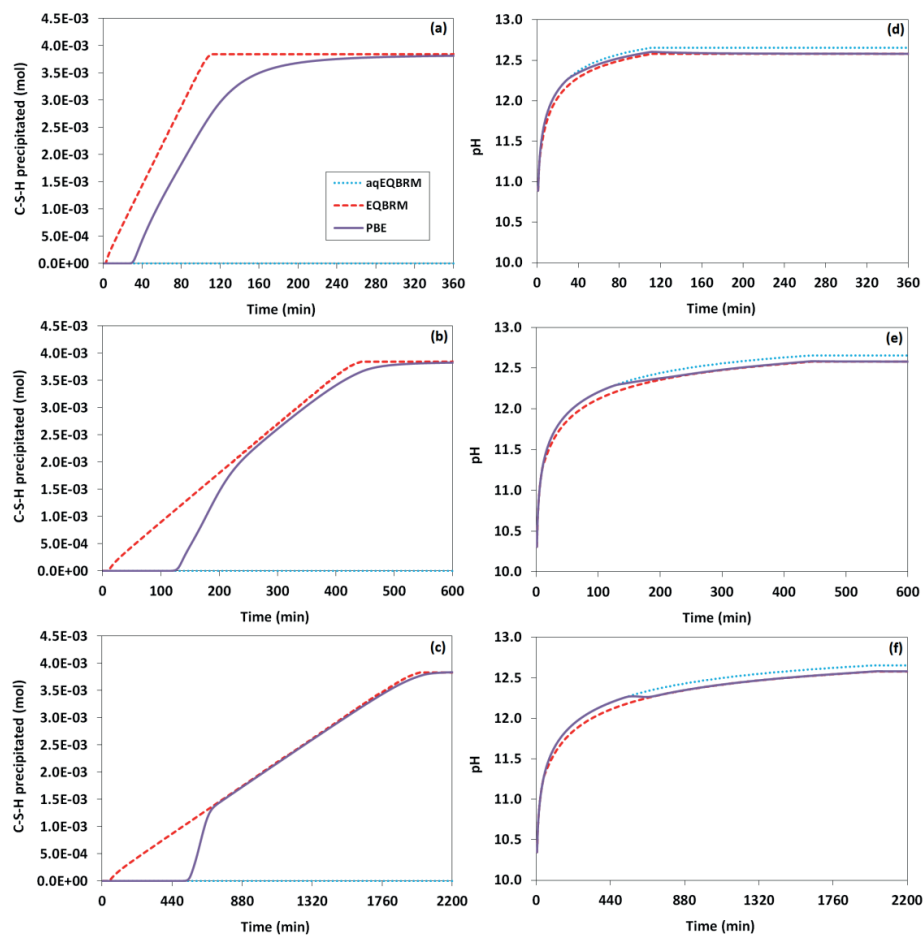 (a)
4.5E-03
4.0E-03
3.5E-03
3.0E-03
2.5E-03
2.0E-03
1.5E-03
1.0E-03
5.0E-04
0.0E+00
C-S-H precipitated (mol)
aqEQBRM
EQBRM
PBE
0 40 80 120 160 200 240 280 320 360
Time (min)
(d)
13.0
12.5
12.0
11.5
11.0
10.5
10.0
pH
0 40 80 120 160 200 240 280 320 360
Time (min)
(b)
4.5E-03
4.0E-03
3.5E-03
3.0E-03
2.5E-03
2.0E-03
1.5E-03
1.0E-03
5.0E-04
0.0E+00
C-S-H precipitated (mol)
0 100 200 300 400 500 600
Time (min)
(e)
13.0
12.5
12.0
11.5
11.0
10.5
10.0
pH
0 100 200 300 400 500 600
Time (min)
(c)
4.5E-03
4.0E-03
3.5E-03
3.0E-03
2.5E-03
2.0E-03
1.5E-03
1.0E-03
5.0E-04
0.0E+00
C-S-H precipitated (mol)
0 440 880 1320 1760 2200
Time (min)
(f)
13.0
12.5
12.0
11.5
11.0
10.5
10.0
pH
0 440 880 1320 1760 2200
Time (min)